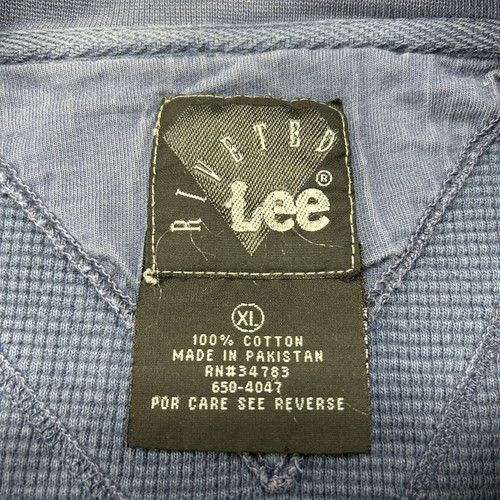 RIVETED
Lee®
XL
100% COTTON
MADE IN PAKISTAN
RN#34783
650-4047
POR CARE SEE REVERSE